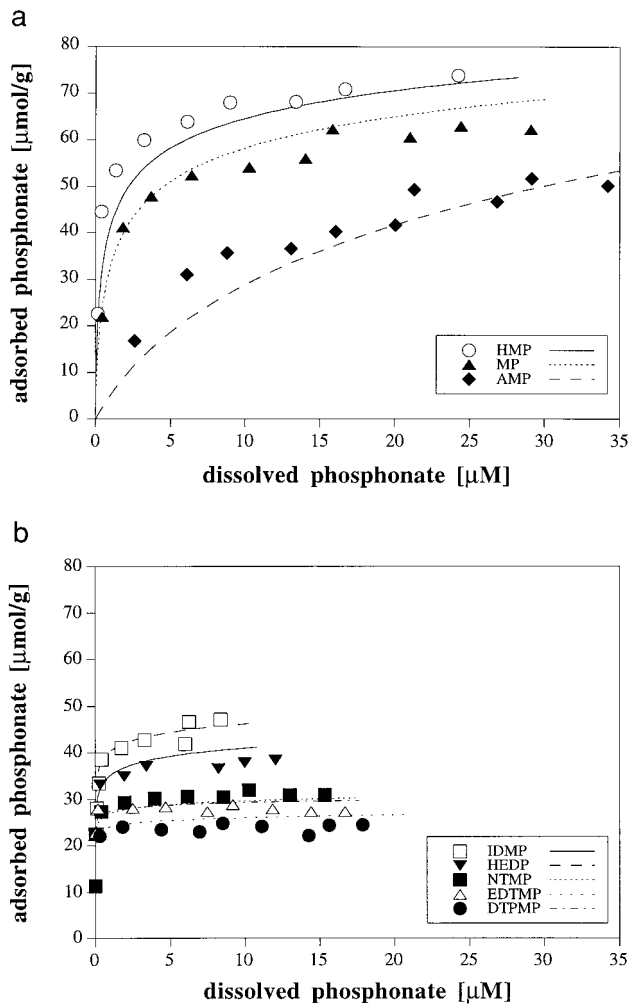 a
80
70
60
50
40
30
20
10
0
adsorbed phosphonate [μmol/g]
HMP
MP
AMP
0 5 10 15 20 25 30 35
dissolved phosphonate [μM]
b
80
70
60
50
40
30
20
10
0
adsorbed phosphonate [μmol/g]
IDMP
HEDP
NTMP
EDTMP
DTPMP
0 5 10 15 20 25 30 35
dissolved phosphonate [μM]